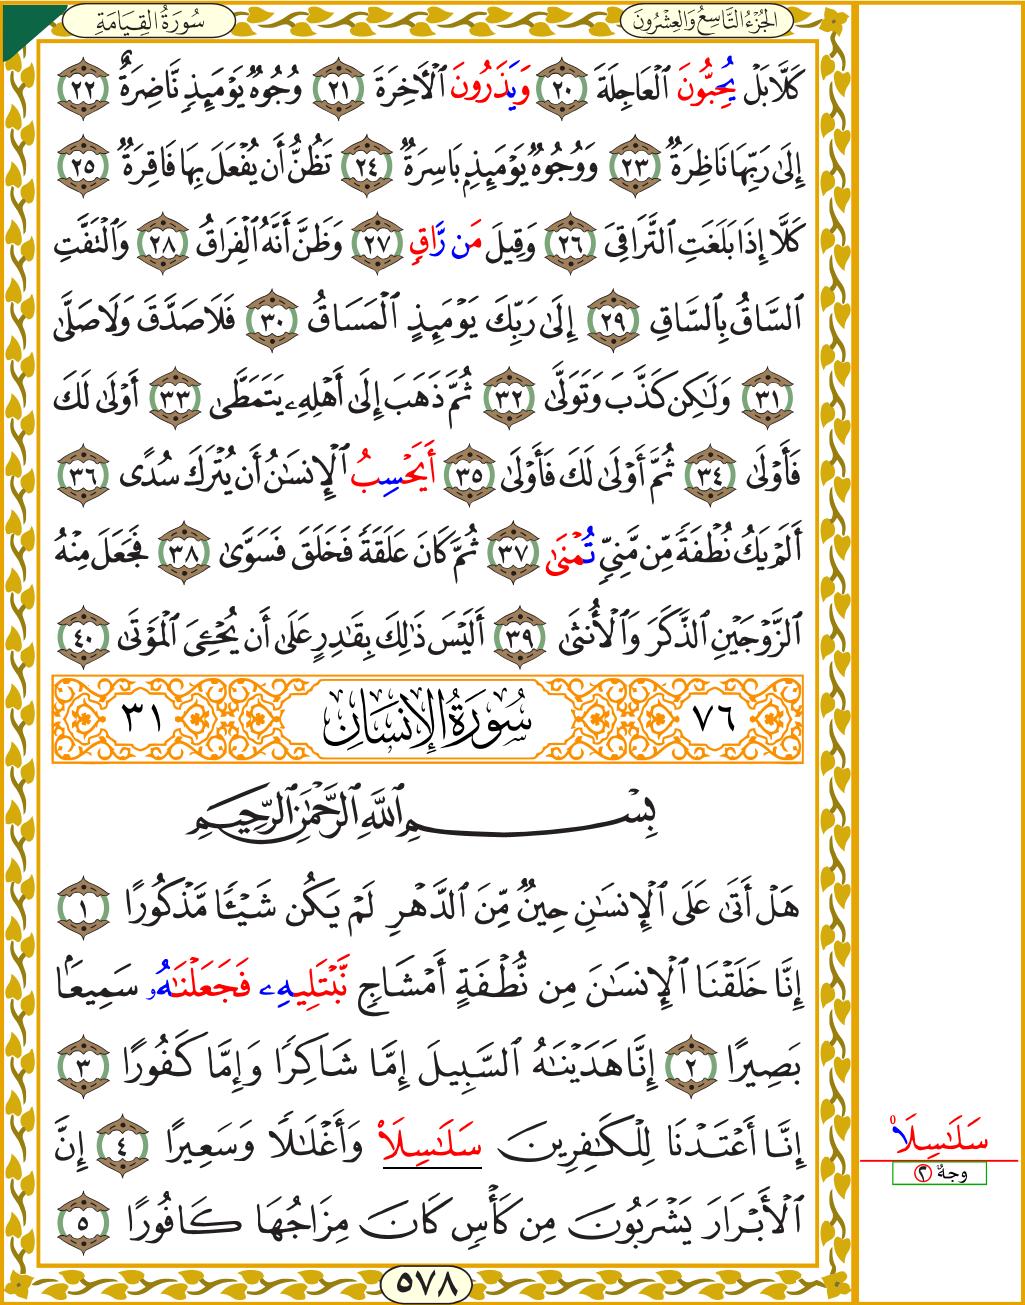 سُورَةُ القِيَامَةِ
الجُزْءُ التَّاسِعُ وَالعِشْرُونَ
كَلَّا بَلْ يُحِبُّونَ ٱلْعَاجِلَةَ ٢٠ وَيَذَرُونَ ٱلْأَخِرَةَ ٢١ وُجُوهٌ يَوْمَئِذٍ نَّاضِرَةٌ ٢٢
إِلَىٰ رَبِّهَا نَاظِرَةٌ ٢٣ وَوُجُوهٌ يَوْمَئِذٍ بَاسِرَةٌ ٢٤ تَظُنُّ أَن يُفْعَلَ بِهَا فَاقِرَةٌ ٢٥
كَلَّا إِذَا بَلَغَتِ ٱلتَّرَاقِىَ ٢٦ وَقِيلَ مَن رَّاقٍ ٢٧ وَظَنَّ أَنَّهُ ٱلْفِرَاقُ ٢٨ وَٱلْتَفَّتِ
ٱلسَّاقُ بِٱلسَّاقِ ٢٩ إِلَىٰ رَبِّكَ يَوْمَئِذٍ ٱلْمَسَاقُ ٣٠ فَلَا صَدَّقَ وَلَا صَلَّىٰ
٣١ وَلَٰكِن كَذَّبَ وَتَوَلَّىٰ ٣٢ ثُمَّ ذَهَبَ إِلَىٰ أَهْلِهِۦ يَتَمَطَّىٰ ٣٣ أَوْلَىٰ لَكَ
فَأَوْلَىٰ ٣٤ ثُمَّ أَوْلَىٰ لَكَ فَأَوْلَىٰ ٣٥ أَيَحْسِبُ ٱلْإِنسَٰنُ أَن يُتْرَكَ سُدًى ٣٦
أَلَمْ يَكُ نُطْفَةً مِّن مَّنِىٍّ تُمْنَىٰ ٣٧ ثُمَّ كَانَ عَلَقَةً فَخَلَقَ فَسَوَّىٰ ٣٨ فَجَعَلَ مِنْهُ
ٱلزَّوْجَيْنِ ٱلذَّكَرَ وَٱلْأُنثَىٰ ٣٩ أَلَيْسَ ذَٰلِكَ بِقَٰدِرٍ عَلَىٰ أَن يُحْۦِىَ ٱلْمَوْتَىٰ ٤٠
٧٦ سُورَةُ الإِنسَانِ ٣١
بِسْمِ ٱللَّهِ ٱلرَّحْمَٰنِ ٱلرَّحِيمِ
هَلْ أَتَىٰ عَلَى ٱلْإِنسَٰنِ حِينٌ مِّنَ ٱلدَّهْرِ لَمْ يَكُن شَيْـًٔا مَّذْكُورًا ١
إِنَّا خَلَقْنَا ٱلْإِنسَٰنَ مِن نُّطْفَةٍ أَمْشَاجٍ نَّبْتَلِيهِۦ فَجَعَلْنَٰهُۥ سَمِيعًۢا
بَصِيرًا ٢ إِنَّا هَدَيْنَٰهُ ٱلسَّبِيلَ إِمَّا شَاكِرًا وَإِمَّا كَفُورًا ٣
إِنَّا أَعْتَدْنَا لِلْكَٰفِرِينَ سَلَٰسِلَا۟ وَأَغْلَٰلًا وَسَعِيرًا ٤ إِنَّ
ٱلْأَبْرَارَ يَشْرَبُونَ مِن كَأْسٍ كَانَ مِزَاجُهَا كَافُورًا ٥
سَلَٰسِلَا۟
وجهٌ ٢
٥٧٨